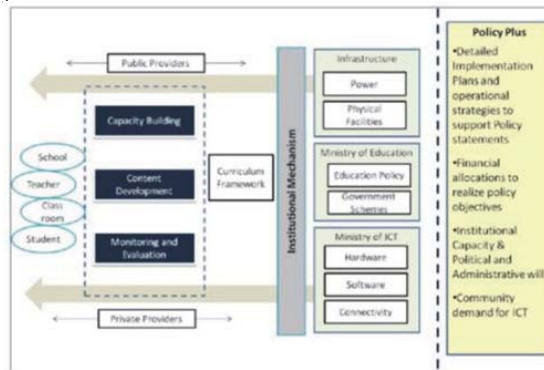 Public Providers
Capacity Building
School
Teacher
Class
room
Student
Content
Development
Monitoring and
Evaluation
Curriculum
Framework
Private Providers
Institutional Mechanism
Infrastructure
Power
Physical
Facilities
Ministry of Education
Education Policy
Government
Schemes
Ministry of ICT
Hardware
Software
Connectivity
Policy Plus
•Detailed
Implementation
Plans and
operational
strategies to
support Policy
statements
•Financial
allocations to
realize policy
objectives
•Institutional
Capacity &
Political and
Administrative will
•Community
demand for ICT